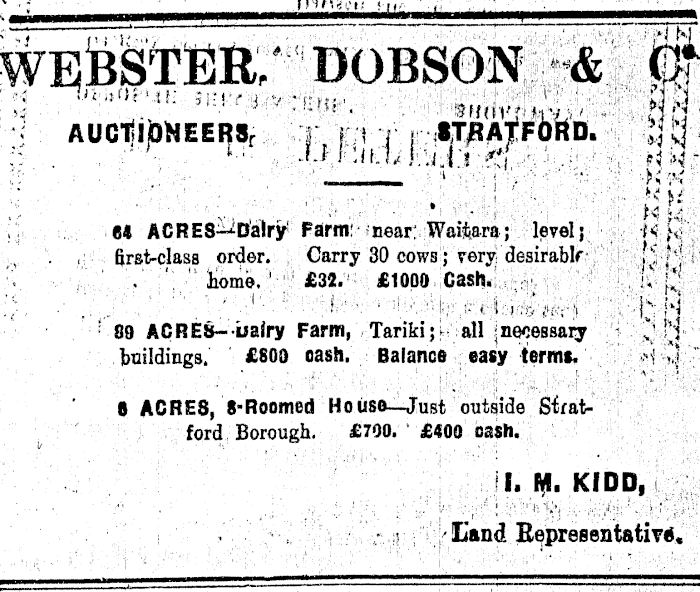 WEBSTER, DOBSON & Co.
AUCTIONEERS, STRATFORD.
64 ACRES—Dairy Farm near Waitara; level;
first-class order. Carry 30 cows; very desirable
home. £32. £1000 Cash.
89 ACRES—Dairy Farm, Tariki; all necessary
buildings. £800 cash. Balance easy terms.
6 ACRES, 8-Roomed House—Just outside Strat-
ford Borough. £700. £400 cash.
I. M. KIDD,
Land Representative.